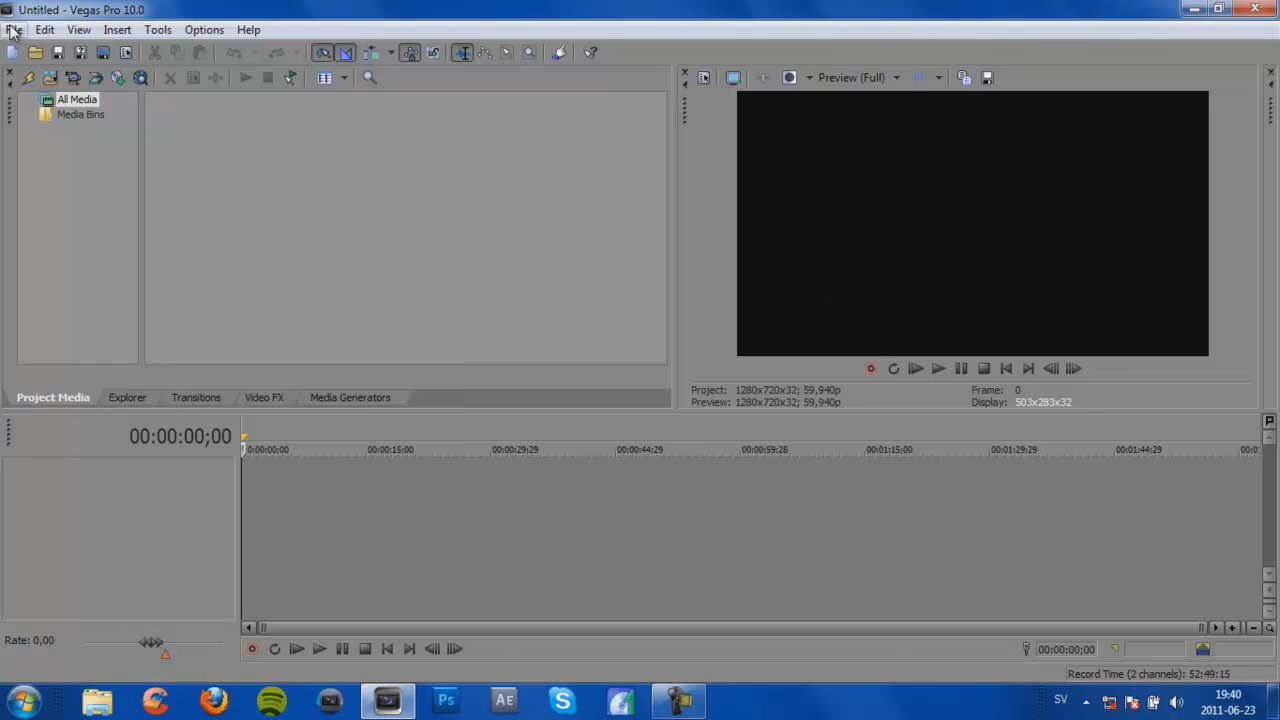 Untitled - Vegas Pro 10.0
File Edit View Insert Tools Options Help
Preview (Full)
All Media
Media Bins
Project: 1280x720x32; 59,940p
Frame: 0
Preview: 1280x720x32; 59,940p
Display: 503x283x32
Project Media Explorer Transitions Video FX Media Generators
00:00:00;00
0:00:00:00 00:00:15:00 00:00:29:29 00:00:44:29 00:00:59:28 00:01:15:00 00:01:29:29 00:01:44:29 00:0
Rate: 0,00
00:00:00;00
Record Time (2 channels): 52:49:15
Ps Ae S SV 19:40
2011-06-23